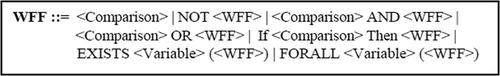 WFF ::= <Comparison> | NOT <WFF> | <Comparison> AND <WFF> |
<Comparison> OR <WFF> | If <Comparison> Then <WFF> |
EXISTS <Variable> (<WFF>) | FORALL <Variable> (<WFF>)